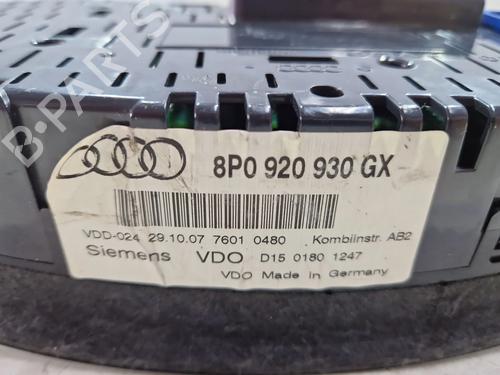 8P0 920 930 GX
VDD-024 29.10.07 7601 0480 Kombiinstr. AB2
Siemens VDO D15 0180 1247
VDO Made in Germany
B-PARTS